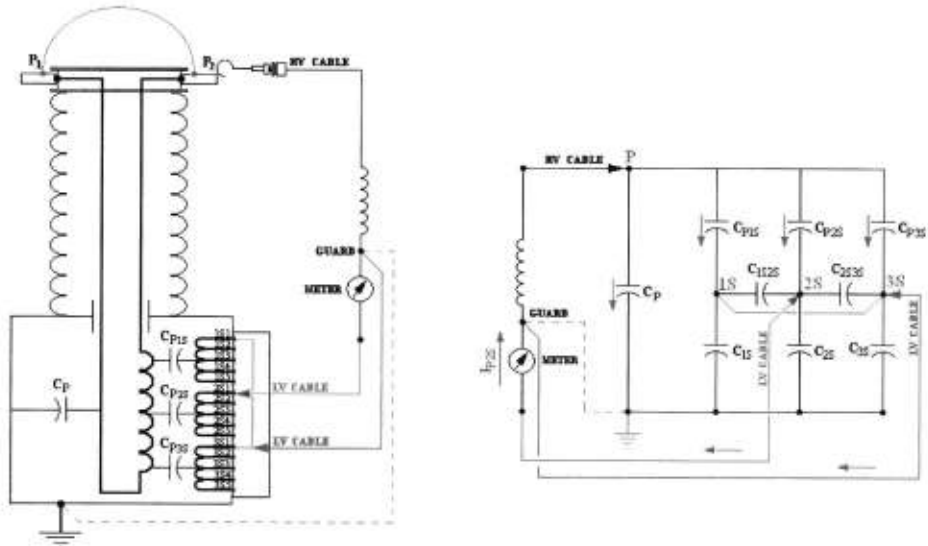 P1
P2
HV CABLE
GUARD
METER
CP1S
CP
LV CABLE
CP2S
CP3S
LV CABLE
HV CABLE
P
CP1S
CP2S
CP3S
C1S2S
C2S3S
1S
2S
3S
CP
GUARD
IP2S
METER
C1S
C2S
C3S
LV CABLE
LV CABLE